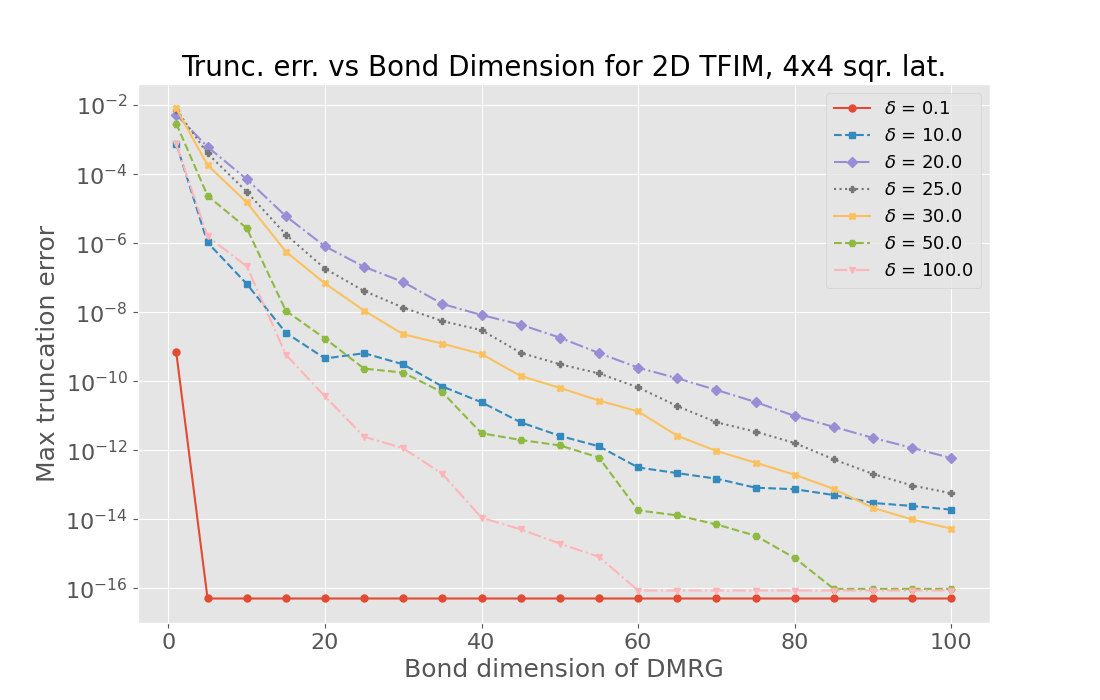 Trunc. err. vs Bond Dimension for 2D TFIM, 4x4 sqr. lat.
Max truncation error
10⁻²
10⁻⁴
10⁻⁶
10⁻⁸
10⁻¹⁰
10⁻¹²
10⁻¹⁴
10⁻¹⁶
δ = 0.1
δ = 10.0
δ = 20.0
δ = 25.0
δ = 30.0
δ = 50.0
δ = 100.0
0 20 40 60 80 100
Bond dimension of DMRG